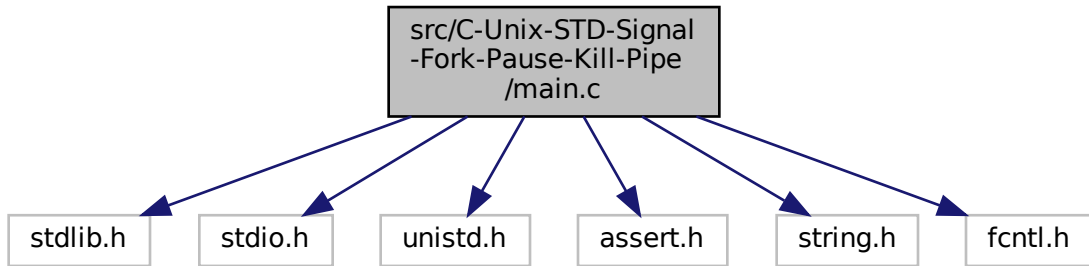 src/C-Unix-STD-Signal
-Fork-Pause-Kill-Pipe
/main.c
stdlib.h
stdio.h
unistd.h
assert.h
string.h
fcntl.h